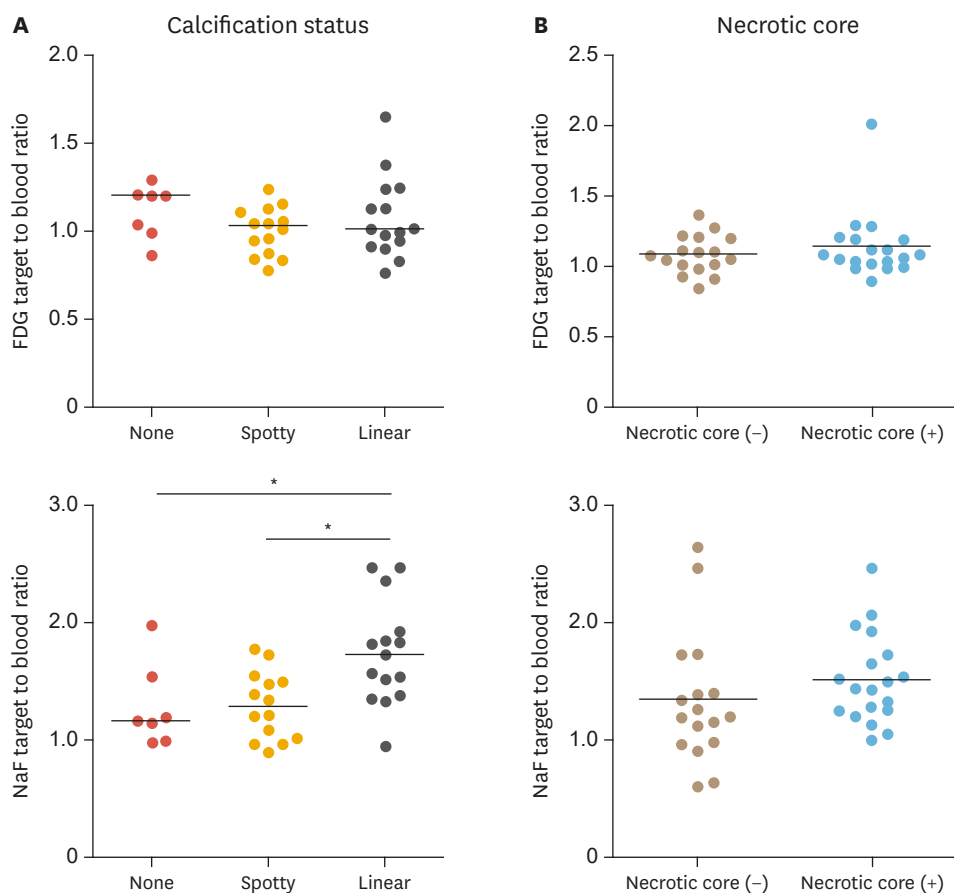 A
Calcification status
FDG target to blood ratio
2.0
1.5
1.0
0.5
0
None
Spotty
Linear
B
Necrotic core
FDG target to blood ratio
2.5
2.0
1.5
1.0
0.5
0
Necrotic core (−)
Necrotic core (+)
NaF target to blood ratio
3.0
2.0
1.0
0
*
*
None
Spotty
Linear
NaF target to blood ratio
3.0
2.0
1.0
0
Necrotic core (−)
Necrotic core (+)